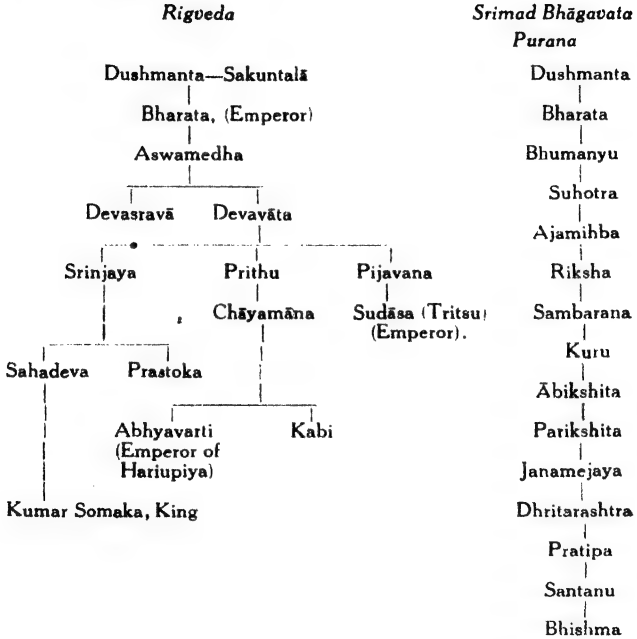 Rigveda
Dushmanta—Sakuntalā
Bharata, (Emperor)
Aswamedha
Devasravā Devavāta
Srinjaya Prithu Pijavana
Chāyamāna Sudāsa (Tritsu)
(Emperor).
Sahadeva Prastoka
Abhyavarti Kabi
(Emperor of
Hariupiya)
Kumar Somaka, King
Srimad Bhāgavata
Purana
Dushmanta
Bharata
Bhumanyu
Suhotra
Ajamihba
Riksha
Sambarana
Kuru
Ābikshita
Parikshita
Janamejaya
Dhritarashtra
Pratipa
Santanu
Bhishma